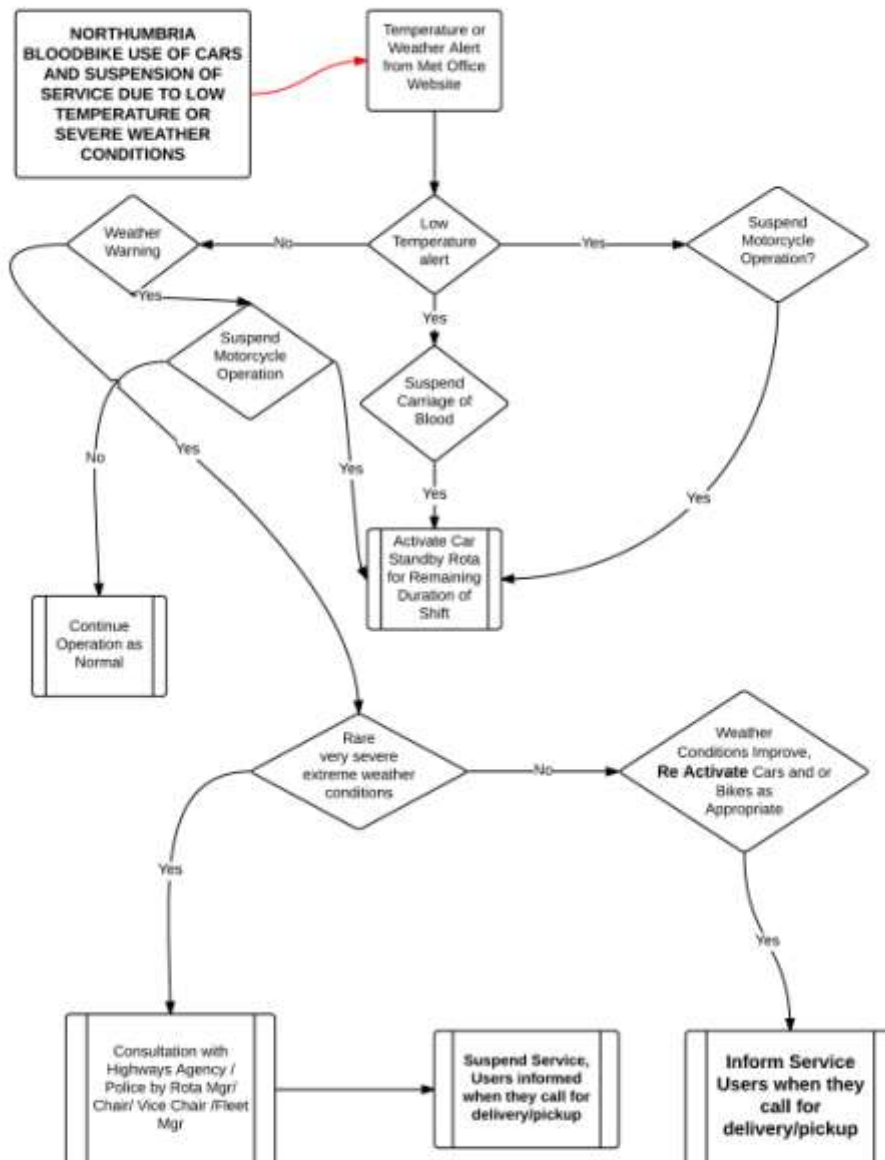 NORTHUMBRIA
BLOODBIKE USE OF CARS
AND SUSPENSION OF
SERVICE DUE TO LOW
TEMPERATURE OR
SEVERE WEATHER
CONDITIONS
Temperature or
Weather Alert
from Met Office
Website
Weather
Warning
No
Low
Temperature
alert
Yes
Suspend
Motorcycle
Operation?
Yes
Suspend
Motorcycle
Operation
Yes
Suspend
Carriage of
Blood
No
Yes
Yes
Yes
Yes
Activate Car
Standby Rota
for Remaining
Duration of
Shift
Continue
Operation as
Normal
Rare
very severe
extreme weather
conditions
No
Weather
Conditions Improve,
Re Activate Cars and or
Bikes as
Appropriate
Yes
Yes
Consultation with
Highways Agency /
Police by Rota Mgr/
Chair/ Vice Chair /Fleet
Mgr
Suspend Service,
Users informed
when they call for
delivery/pickup
Inform Service
Users when they
call for
delivery/pickup